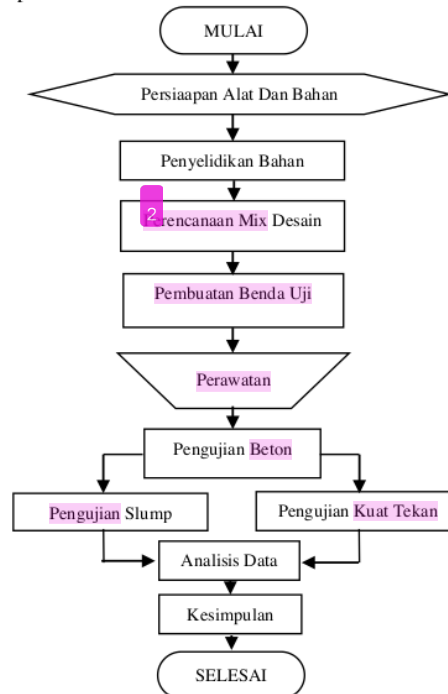 MULAI
Persiaapan Alat Dan Bahan
Penyelidikan Bahan
2
Perencanaan Mix Desain
Pembuatan Benda Uji
Perawatan
Pengujian Beton
Pengujian Slump
Pengujian Kuat Tekan
Analisis Data
Kesimpulan
SELESAI